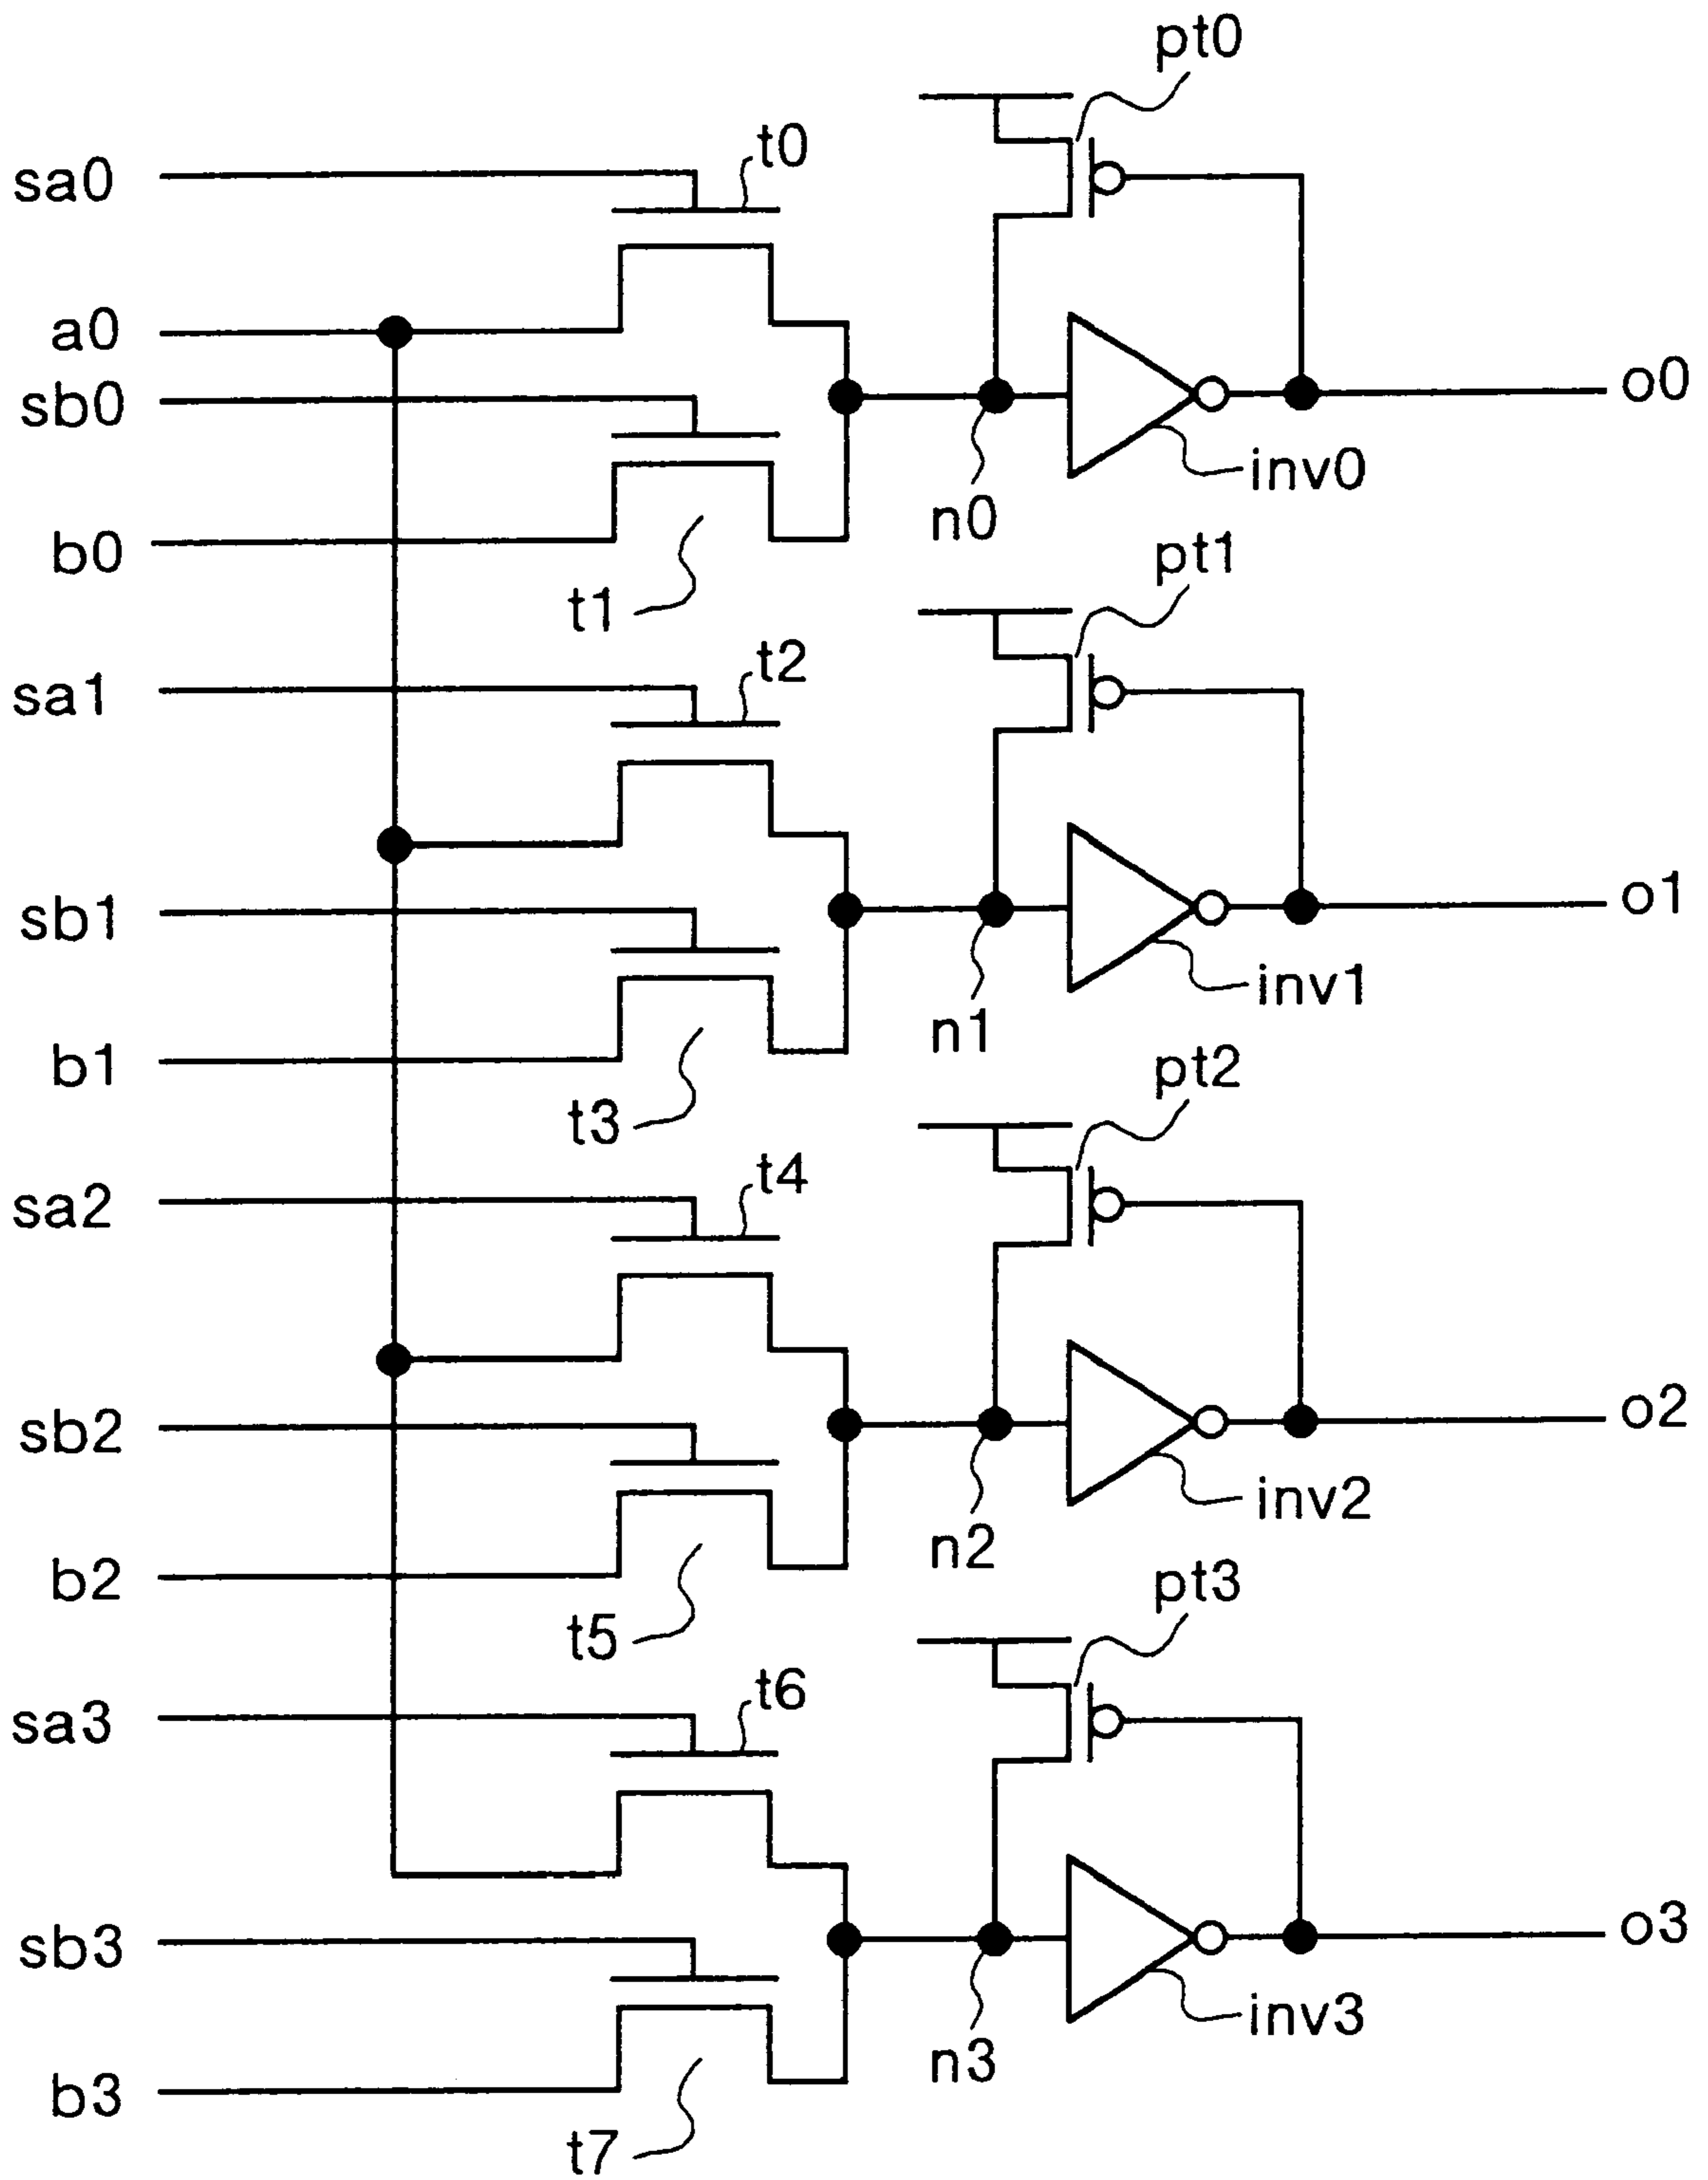 pt0
t0
sa0
a0
o0
sb0
inv0
n0
b0
pt1
t1
t2
sa1
o1
sb1
inv1
n1
b1
pt2
t3
t4
sa2
o2
sb2
inv2
n2
b2
pt3
t5
t6
sa3
o3
sb3
inv3
n3
b3
t7